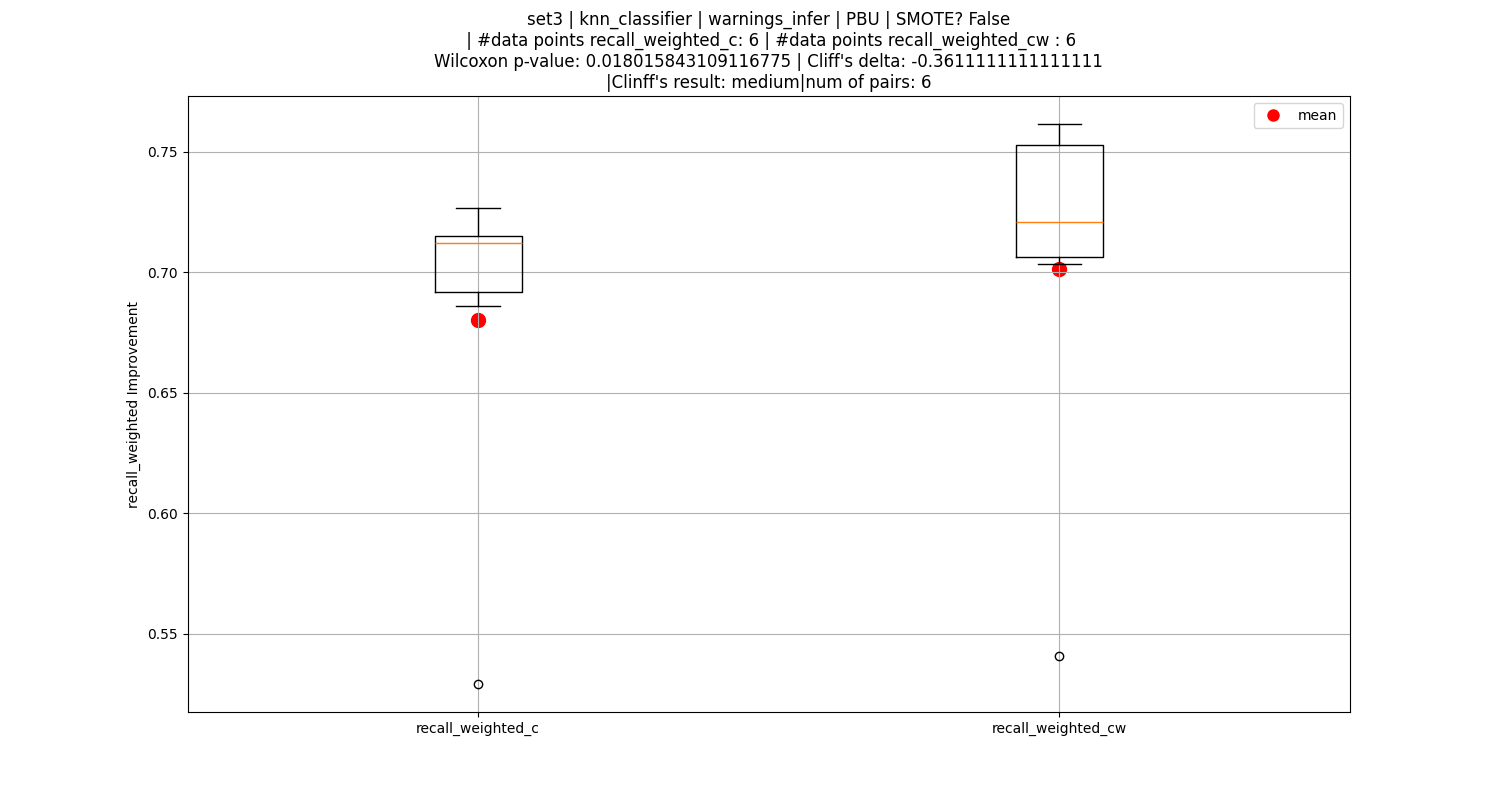 set3 | knn_classifier | warnings_infer | PBU | SMOTE? False
| #data points recall_weighted_c: 6 | #data points recall_weighted_cw : 6
Wilcoxon p-value: 0.018015843109116775 | Cliff's delta: -0.3611111111111111
|Clinff's result: medium|num of pairs: 6
mean
0.75
0.70
0.65
0.60
0.55
recall_weighted Improvement
recall_weighted_c
recall_weighted_cw